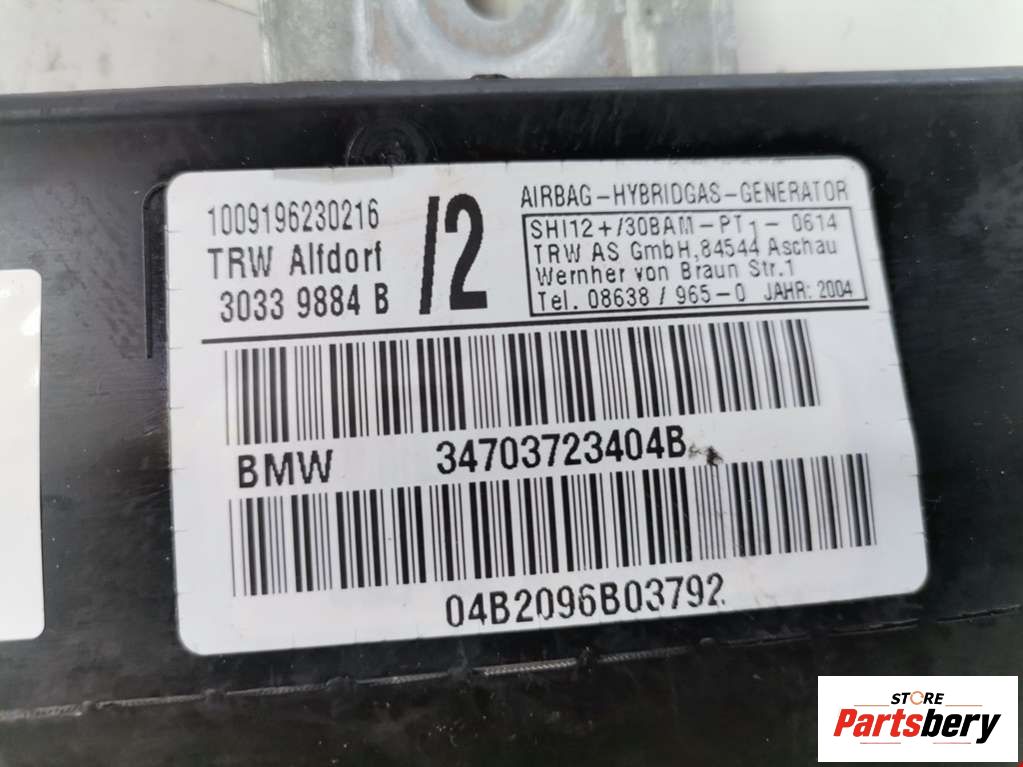 1009196230216
TRW Alfdorf
3033 9884 B
/2
AIRBAG-HYBRIDGAS-GENERATOR
SHI12+/30BAM-PT1-0614
TRW AS GmbH, 84544 Aschau
Wernher von Braun Str.1
Tel. 08638 / 965-0 JAHR: 2004
BMW 34703723404B
04B2096B03792
STORE
Partsbery